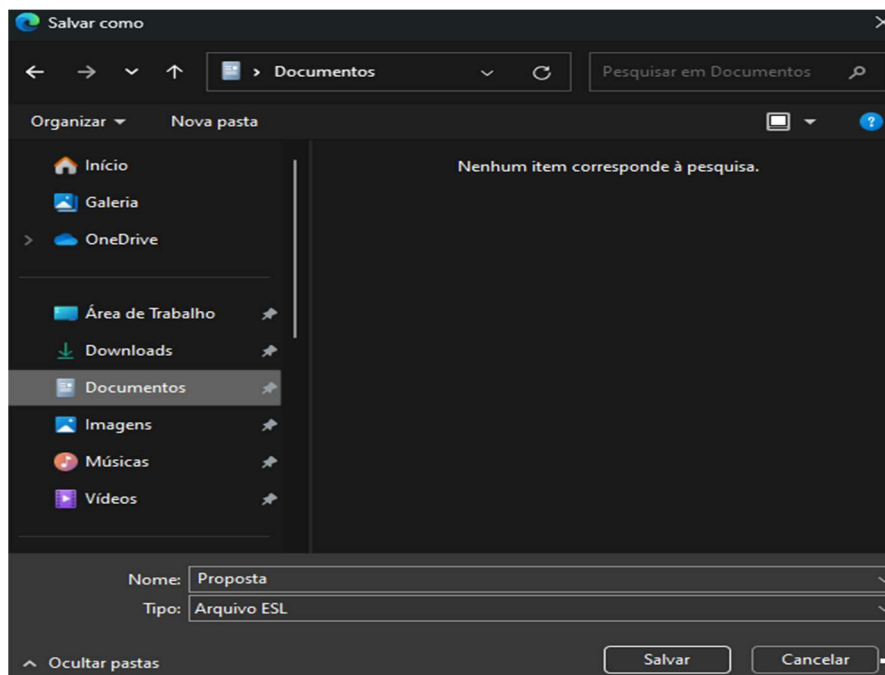 Salvar como
Documentos
Pesquisar em Documentos
Organizar
Nova pasta
Início
Nenhum item corresponde à pesquisa.
Galeria
OneDrive
Área de Trabalho
Downloads
Documentos
Imagens
Músicas
Vídeos
Nome: Proposta
Tipo: Arquivo ESL
Ocultar pastas
Salvar
Cancelar